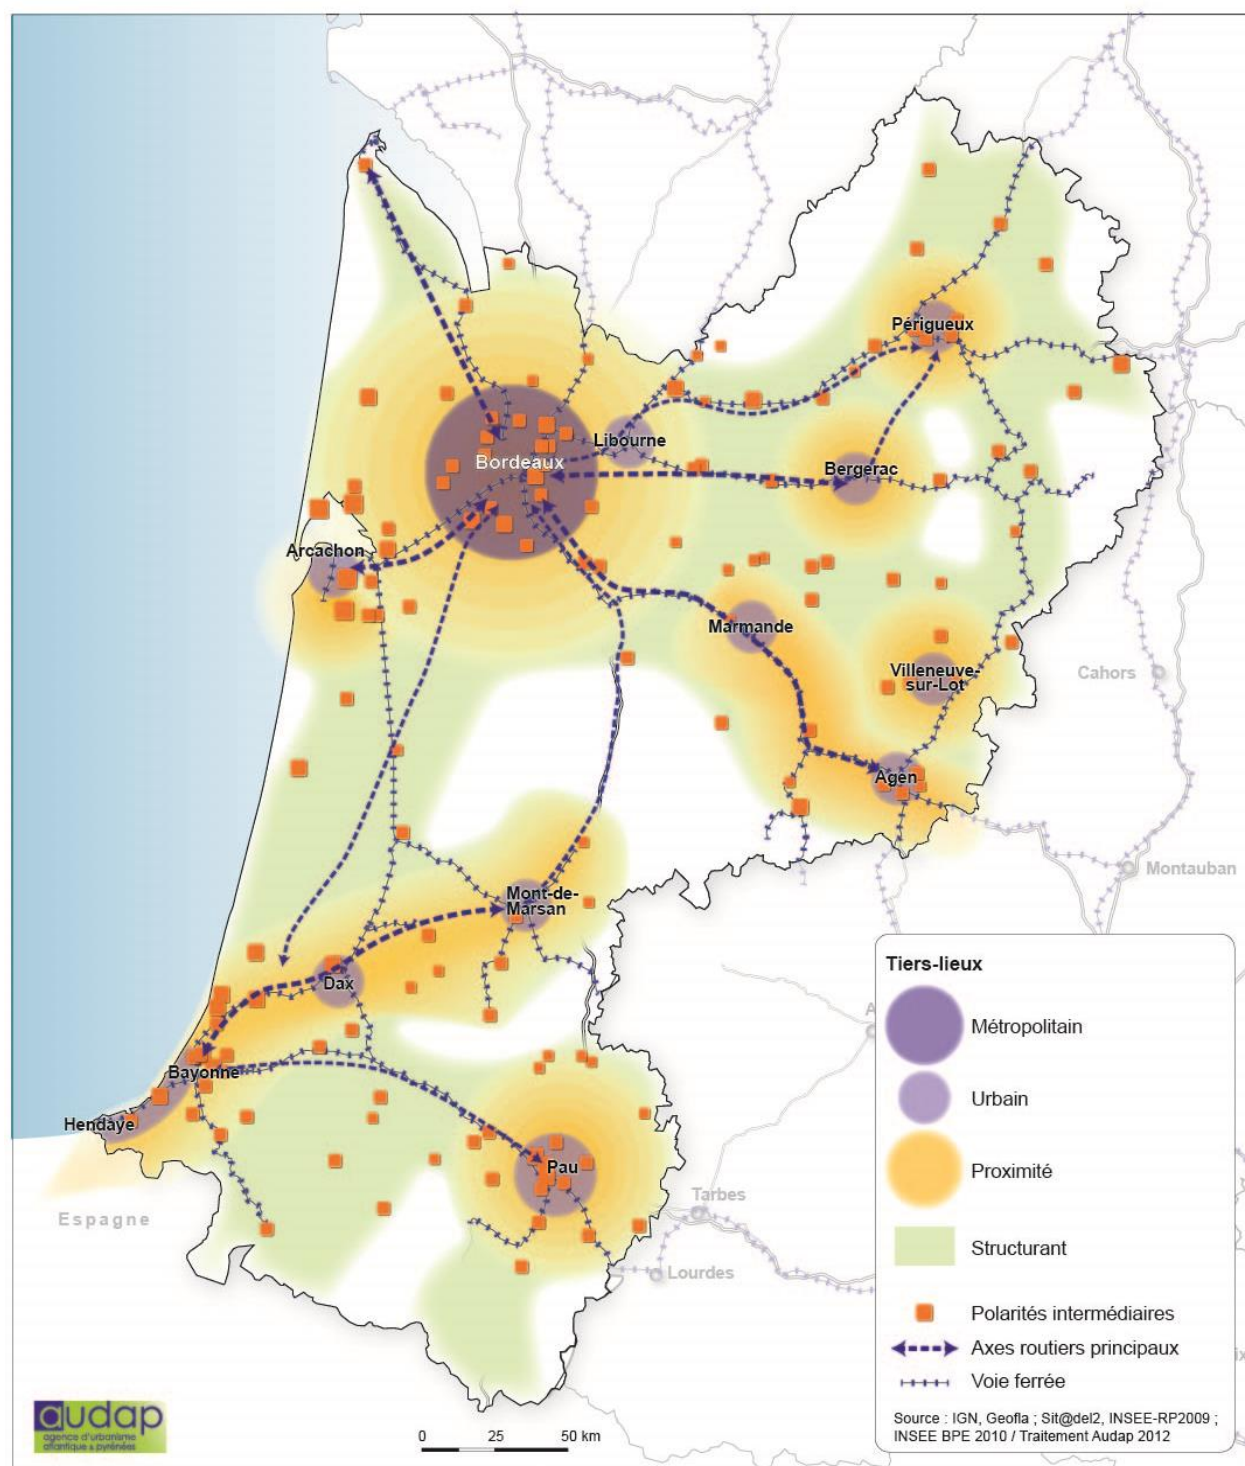 Périgueux
Libourne
Bordeaux
Bergerac
Arcachon
Marmande
Villeneuve-
sur-Lot
Cahors
Agen
Montauban
Mont-de-
Marsan
Dax
Bayonne
Hendaye
Pau
Espagne
Tarbes
Lourdes
A
Tiers-lieux
Métropolitain
Urbain
Proximité
Structurant
Polarités intermédiaires
Axes routiers principaux
Voie ferrée
Source : IGN, Geofla ; Sit@del2, INSEE-RP2009 ;
INSEE BPE 2010 / Traitement Audap 2012
audap
agence d'urbanisme
atlantique & pyrénées
0 25 50 km